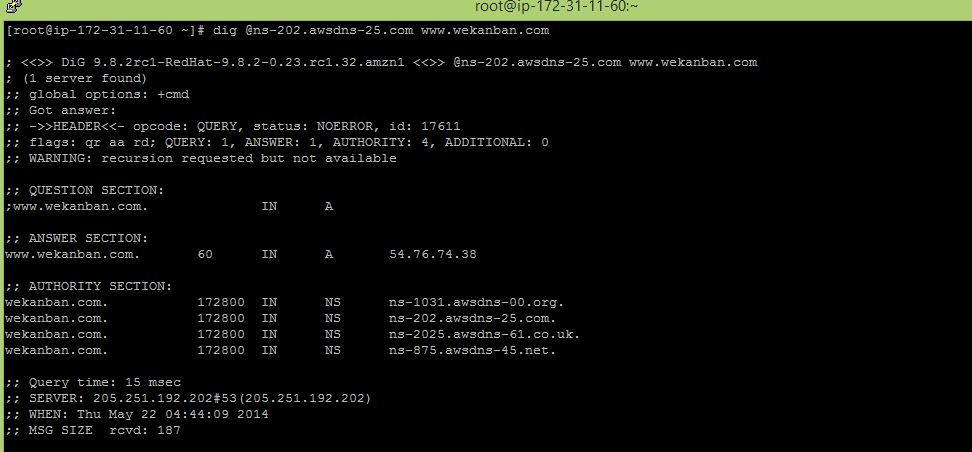 root@ip-172-31-11-60:~
[root@ip-172-31-11-60 ~]# dig @ns-202.awsdns-25.com www.wekanban.com
; <<>> DiG 9.8.2rc1-RedHat-9.8.2-0.23.rc1.32.amzn1 <<>> @ns-202.awsdns-25.com www.wekanban.com
; (1 server found)
;; global options: +cmd
;; Got answer:
;; ->>HEADER<<- opcode: QUERY, status: NOERROR, id: 17611
;; flags: qr aa rd; QUERY: 1, ANSWER: 1, AUTHORITY: 4, ADDITIONAL: 0
;; WARNING: recursion requested but not available
;; QUESTION SECTION:
;www.wekanban.com. IN A
;; ANSWER SECTION:
www.wekanban.com. 60 IN A 54.76.74.38
;; AUTHORITY SECTION:
wekanban.com. 172800 IN NS ns-1031.awsdns-00.org.
wekanban.com. 172800 IN NS ns-202.awsdns-25.com.
wekanban.com. 172800 IN NS ns-2025.awsdns-61.co.uk.
wekanban.com. 172800 IN NS ns-875.awsdns-45.net.
;; Query time: 15 msec
;; SERVER: 205.251.192.202#53(205.251.192.202)
;; WHEN: Thu May 22 04:44:09 2014
;; MSG SIZE rcvd: 187